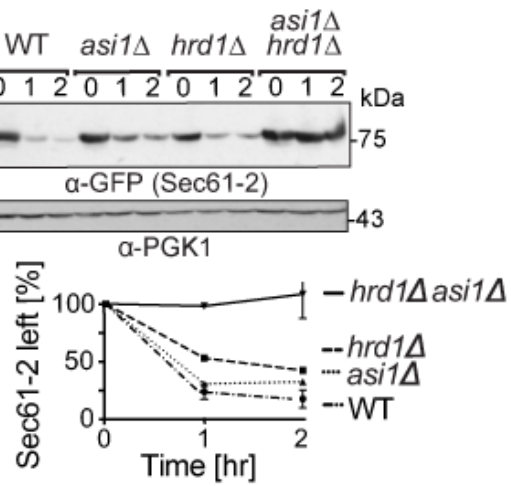 asi1Δ
WT asi1Δ hrd1Δ hrd1Δ
0 1 2 0 1 2 0 1 2 0 1 2 kDa
-75
α-GFP (Sec61-2)
-43
α-PGK1
Sec61-2 left [%]
100
50
0
0 1 2
Time [hr]
hrd1Δ asi1Δ
hrd1Δ
asi1Δ
WT